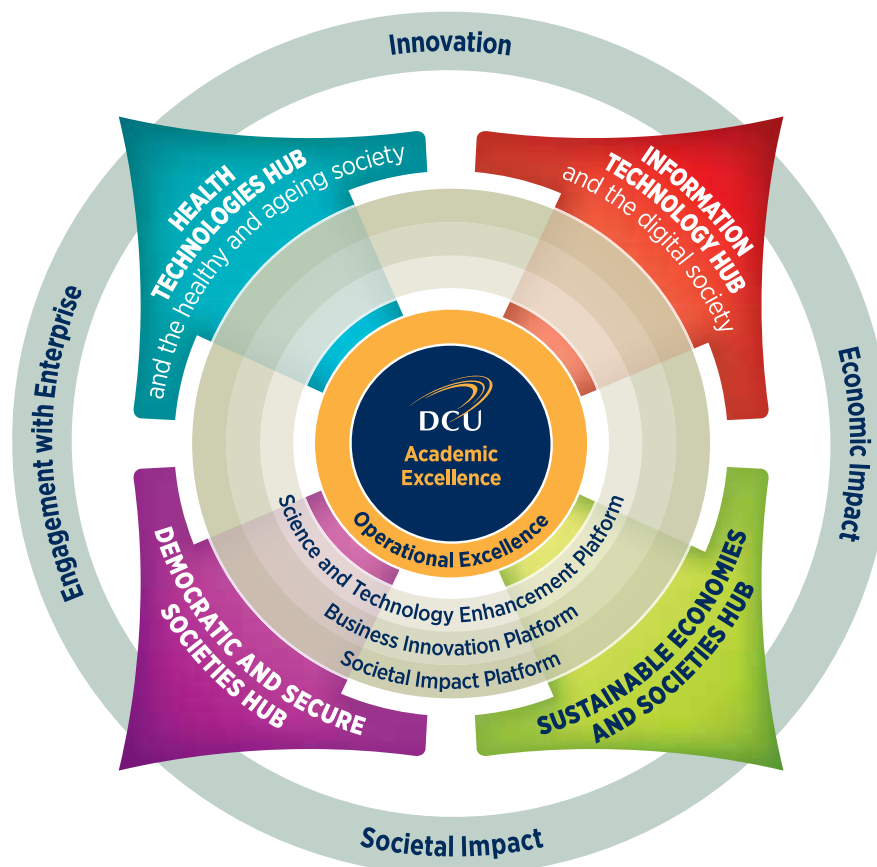 Innovation
HEALTH
TECHNOLOGIES HUB
and the healthy and ageing society
INFORMATION
TECHNOLOGY HUB
and the digital society
Engagement with Enterprise
Economic Impact
DCU
Academic
Excellence
Operational Excellence
Science and Technology Enhancement Platform
Business Innovation Platform
Societal Impact Platform
DEMOCRATIC AND SECURE
SOCIETIES HUB
SUSTAINABLE ECONOMIES
AND SOCIETIES HUB
Societal Impact